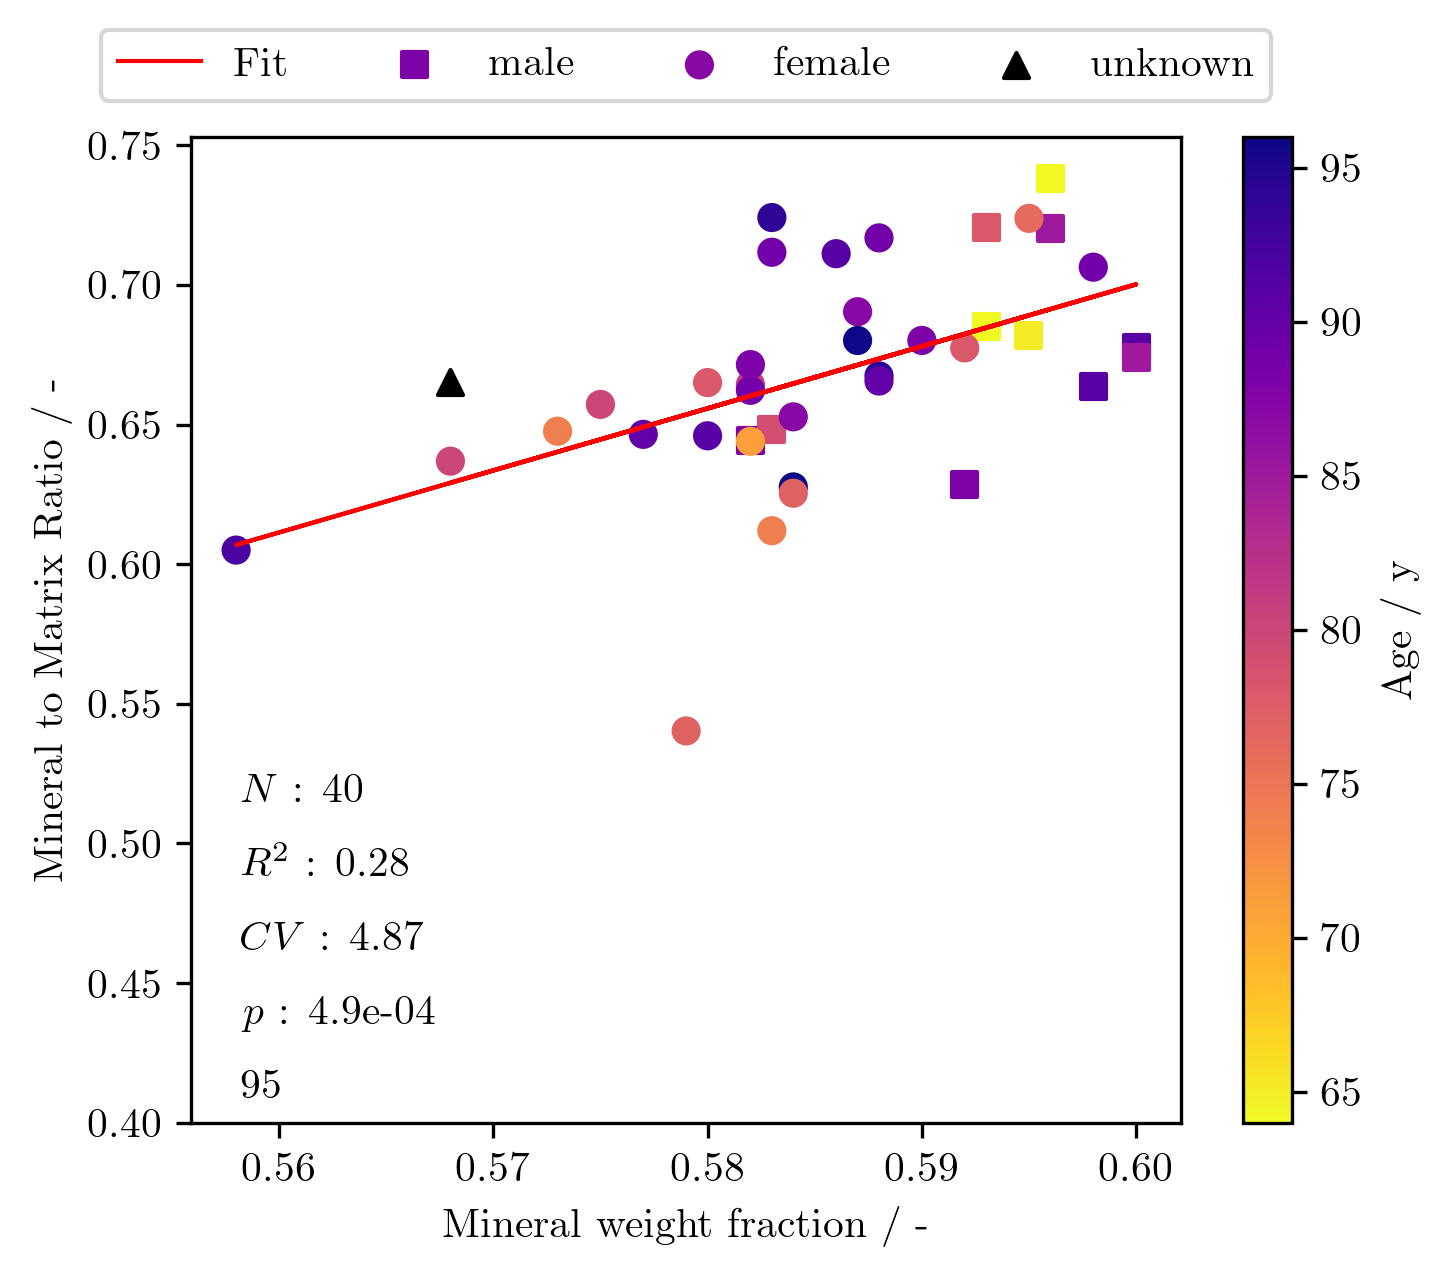 Fit male female unknown
0.75
0.70
0.65
0.60
0.55
0.50
0.45
0.40
Mineral to Matrix Ratio / -
N : 40
R² : 0.28
CV : 4.87
p : 4.9e-04
95
0.56 0.57 0.58 0.59 0.60
Mineral weight fraction / -
95
90
85
80
75
70
65
Age / y